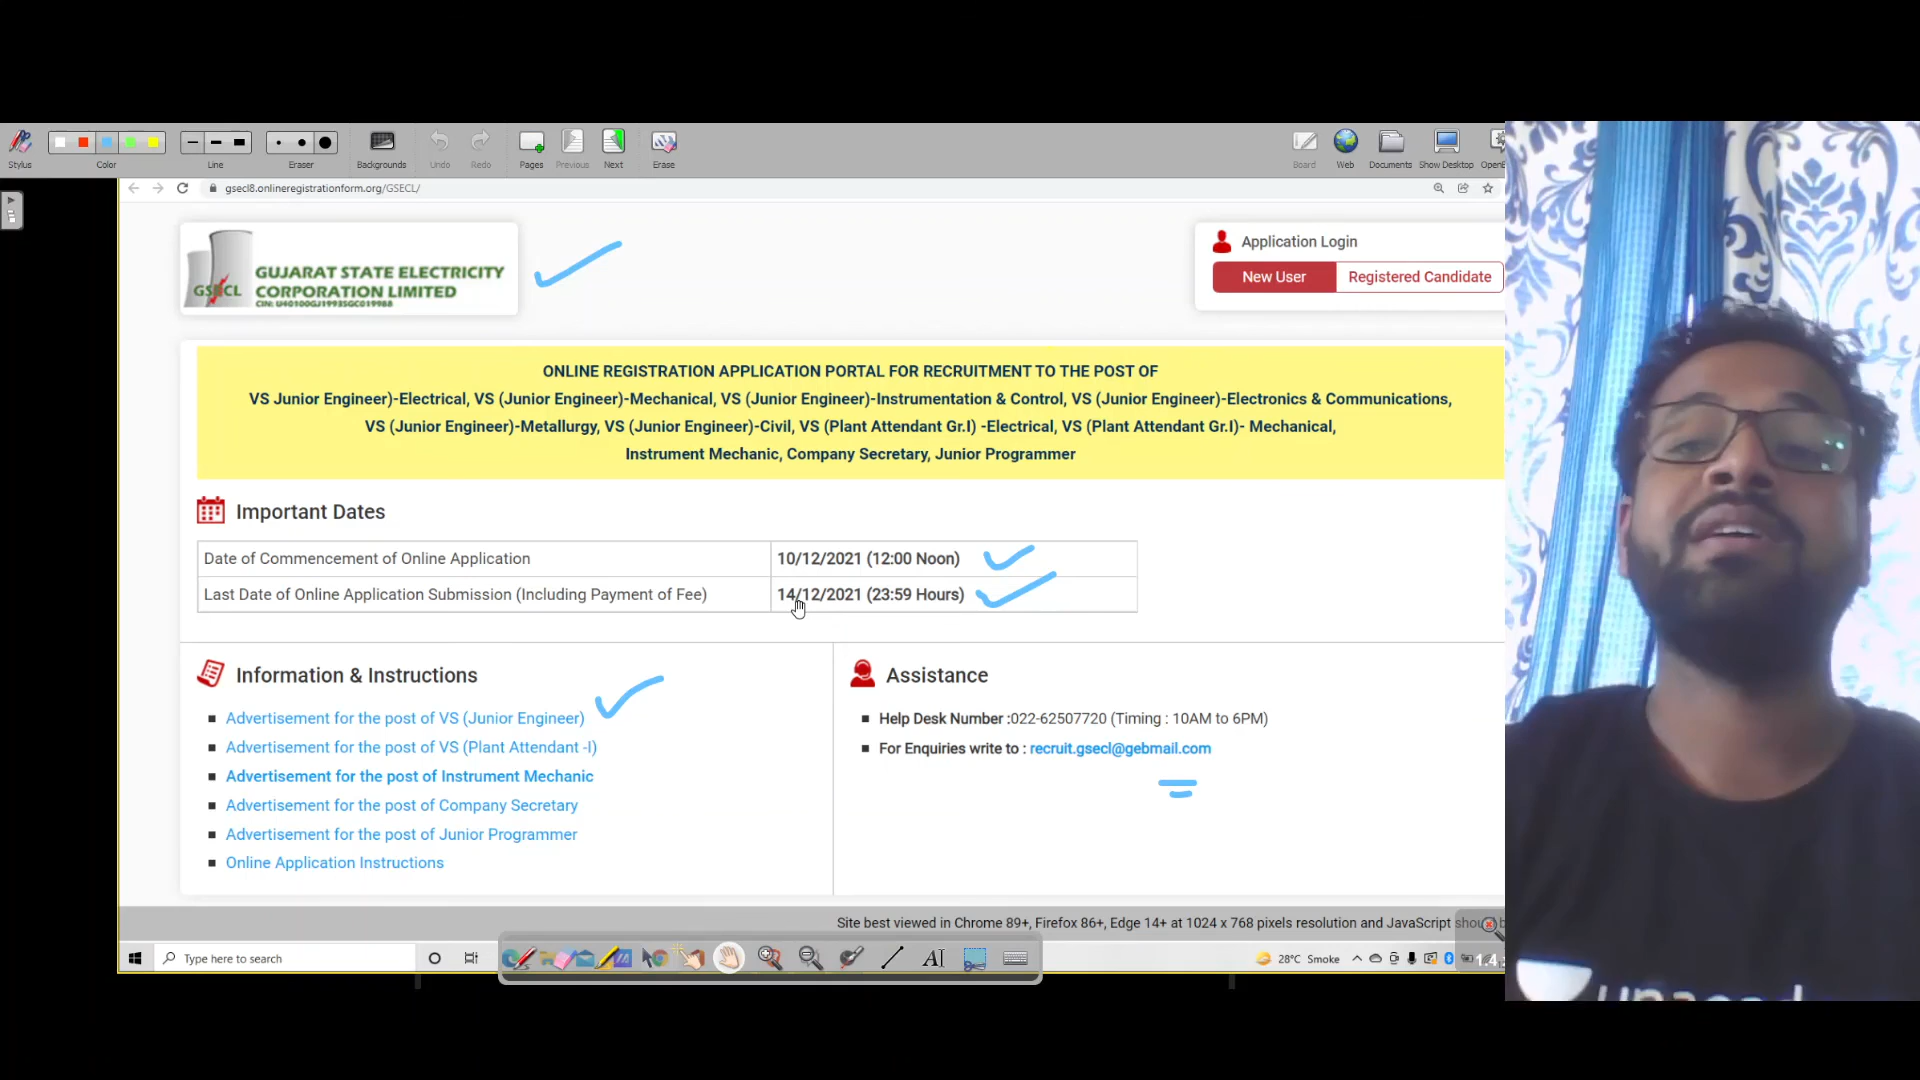 Stylus
Color
Line
Eraser
Backgrounds
Undo
Redo
Pages
Previous
Next
Erase
Board
Web
Documents
Show Desktop
gsecl8.onlineregistrationform.org/GSECL/
GSECL
GUJARAT STATE ELECTRICITY
CORPORATION LIMITED
CIN: U40100GJ1993SGC019988
Application Login
New User
Registered Candidate
ONLINE REGISTRATION APPLICATION PORTAL FOR RECRUITMENT TO THE POST OF
VS Junior Engineer)-Electrical, VS (Junior Engineer)-Mechanical, VS (Junior Engineer)-Instrumentation & Control, VS (Junior Engineer)-Electronics & Communications,
VS (Junior Engineer)-Metallurgy, VS (Junior Engineer)-Civil, VS (Plant Attendant Gr.I) -Electrical, VS (Plant Attendant Gr.I)- Mechanical,
Instrument Mechanic, Company Secretary, Junior Programmer
Important Dates
Date of Commencement of Online Application
10/12/2021 (12:00 Noon)
Last Date of Online Application Submission (Including Payment of Fee)
14/12/2021 (23:59 Hours)
Information & Instructions
Advertisement for the post of VS (Junior Engineer)
Advertisement for the post of VS (Plant Attendant -I)
Advertisement for the post of Instrument Mechanic
Advertisement for the post of Company Secretary
Advertisement for the post of Junior Programmer
Online Application Instructions
Assistance
Help Desk Number :022-62507720 (Timing : 10AM to 6PM)
For Enquiries write to : recruit.gsecl@gebmail.com
Site best viewed in Chrome 89+, Firefox 86+, Edge 14+ at 1024 x 768 pixels resolution and JavaScript
Type here to search
28°C Smoke